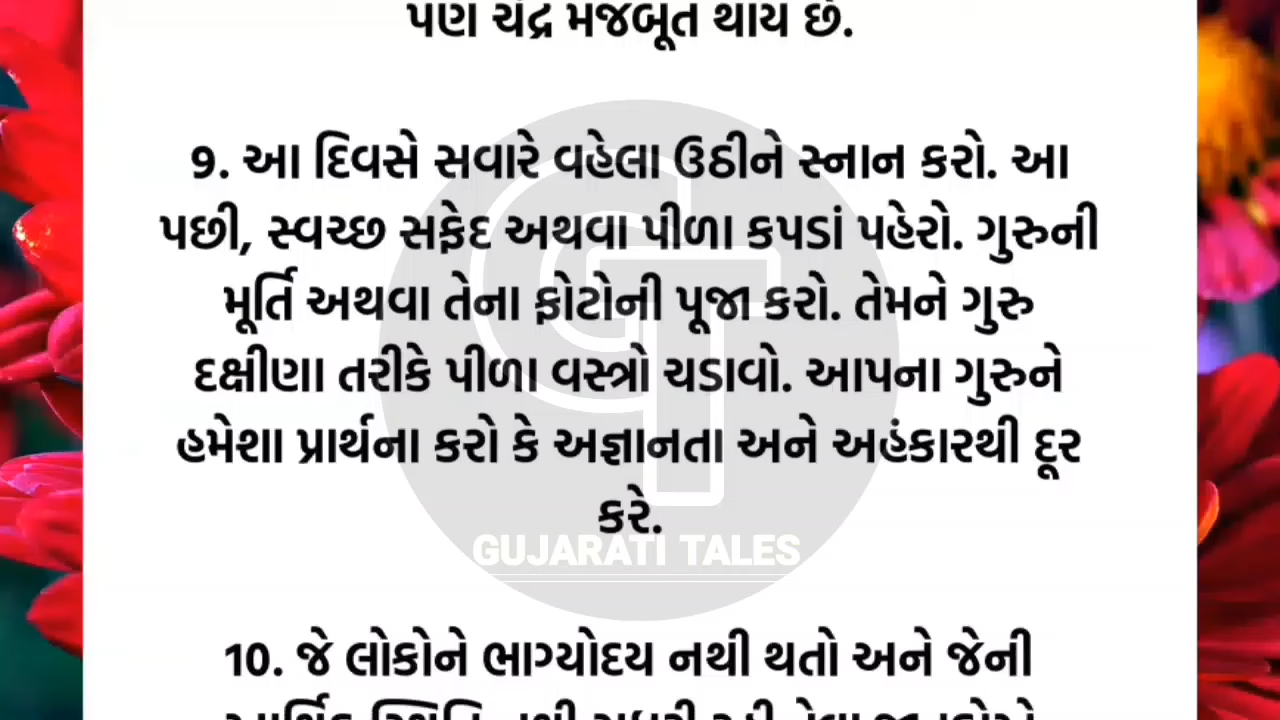 પણ ચંદ્ર મજબૂત થાય છે.
9. આ દિવસે સવારે વહેલા ઉઠીને સ્નાન કરો. આ
પછી, સ્વચ્છ સફેદ અથવા પીળા કપડાં પહેરો. ગુરુની
મૂર્તિ અથવા તેના ફોટોની પૂજા કરો. તેમને ગુરુ
દક્ષીણા તરીકે પીળા વસ્ત્રો ચડાવો. આપના ગુરુને
હમેશા પ્રાર્થના કરો કે અજ્ઞાનતા અને અહંકારથી દૂર
કરે.
GUJARATI TALES
10. જે લોકોને ભાગ્યોદય નથી થતો અને જેની